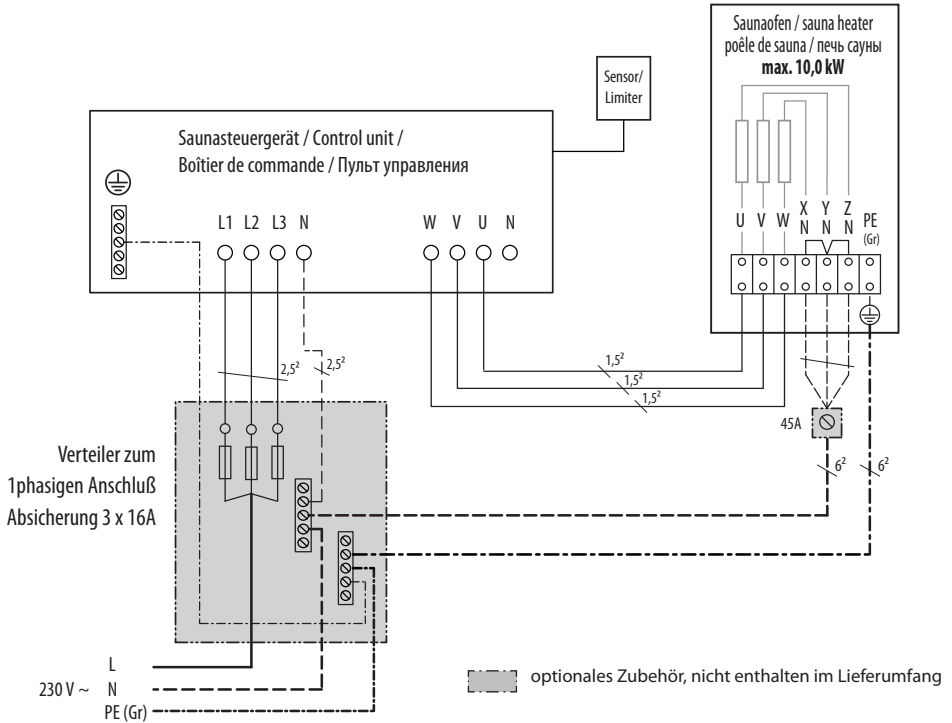 Saunaofen / sauna heater
poêle de sauna / печь сауны
max. 10,0 kW
Sensor/
Limiter
Saunasteuergerät / Control unit /
Boîtier de commande / Пульт управления
L1 L2 L3 N
W V U N
U V W X Y Z PE
N N N (Gr)
2,5² 2,5²
1,5²
1,5²
1,5²
45A
6² 6²
Verteiler zum
1phasigen Anschluß
Absicherung 3 x 16A
L
230 V ~ N
PE (Gr)
optionales Zubehör, nicht enthalten im Lieferumfang